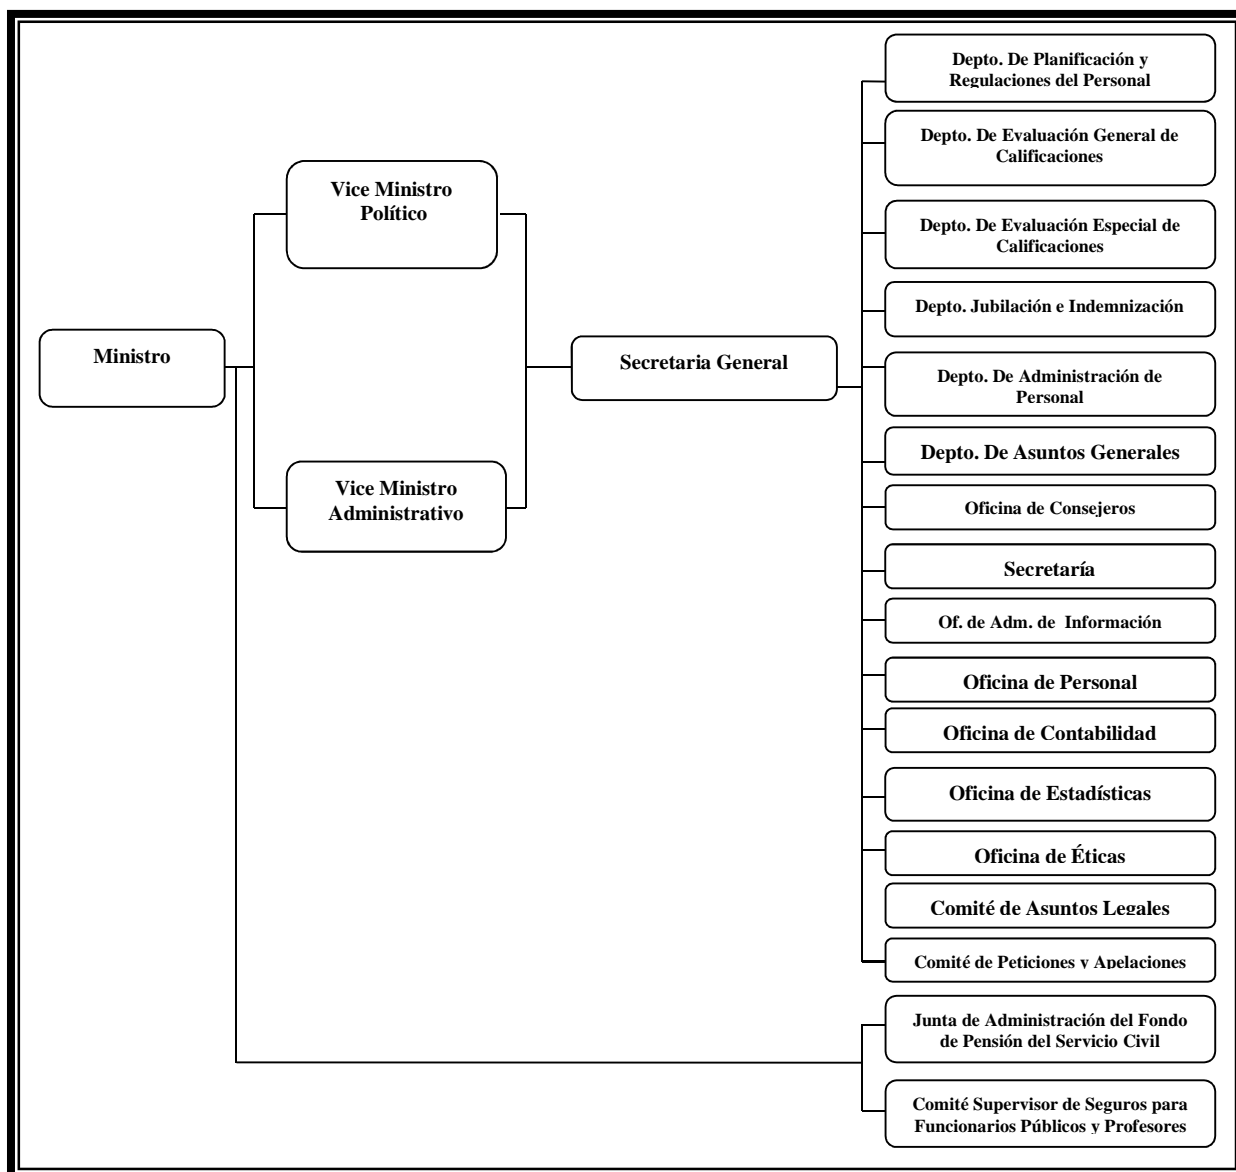 Depto. De Planificación y
Regulaciones del Personal
Depto. De Evaluación General de
Calificaciones
Vice Ministro
Político
Depto. De Evaluación Especial de
Calificaciones
Depto. Jubilación e Indemnización
Ministro
Secretaria General
Depto. De Administración de
Personal
Depto. De Asuntos Generales
Vice Ministro
Administrativo
Oficina de Consejeros
Secretaría
Of. de Adm. de  Información
Oficina de Personal
Oficina de Contabilidad
Oficina de Estadísticas
Oficina de Éticas
Comité de Asuntos Legales
Comité de Peticiones y Apelaciones
Junta de Administración del Fondo
de Pensión del Servicio Civil
Comité Supervisor de Seguros para
Funcionarios Públicos y Profesores